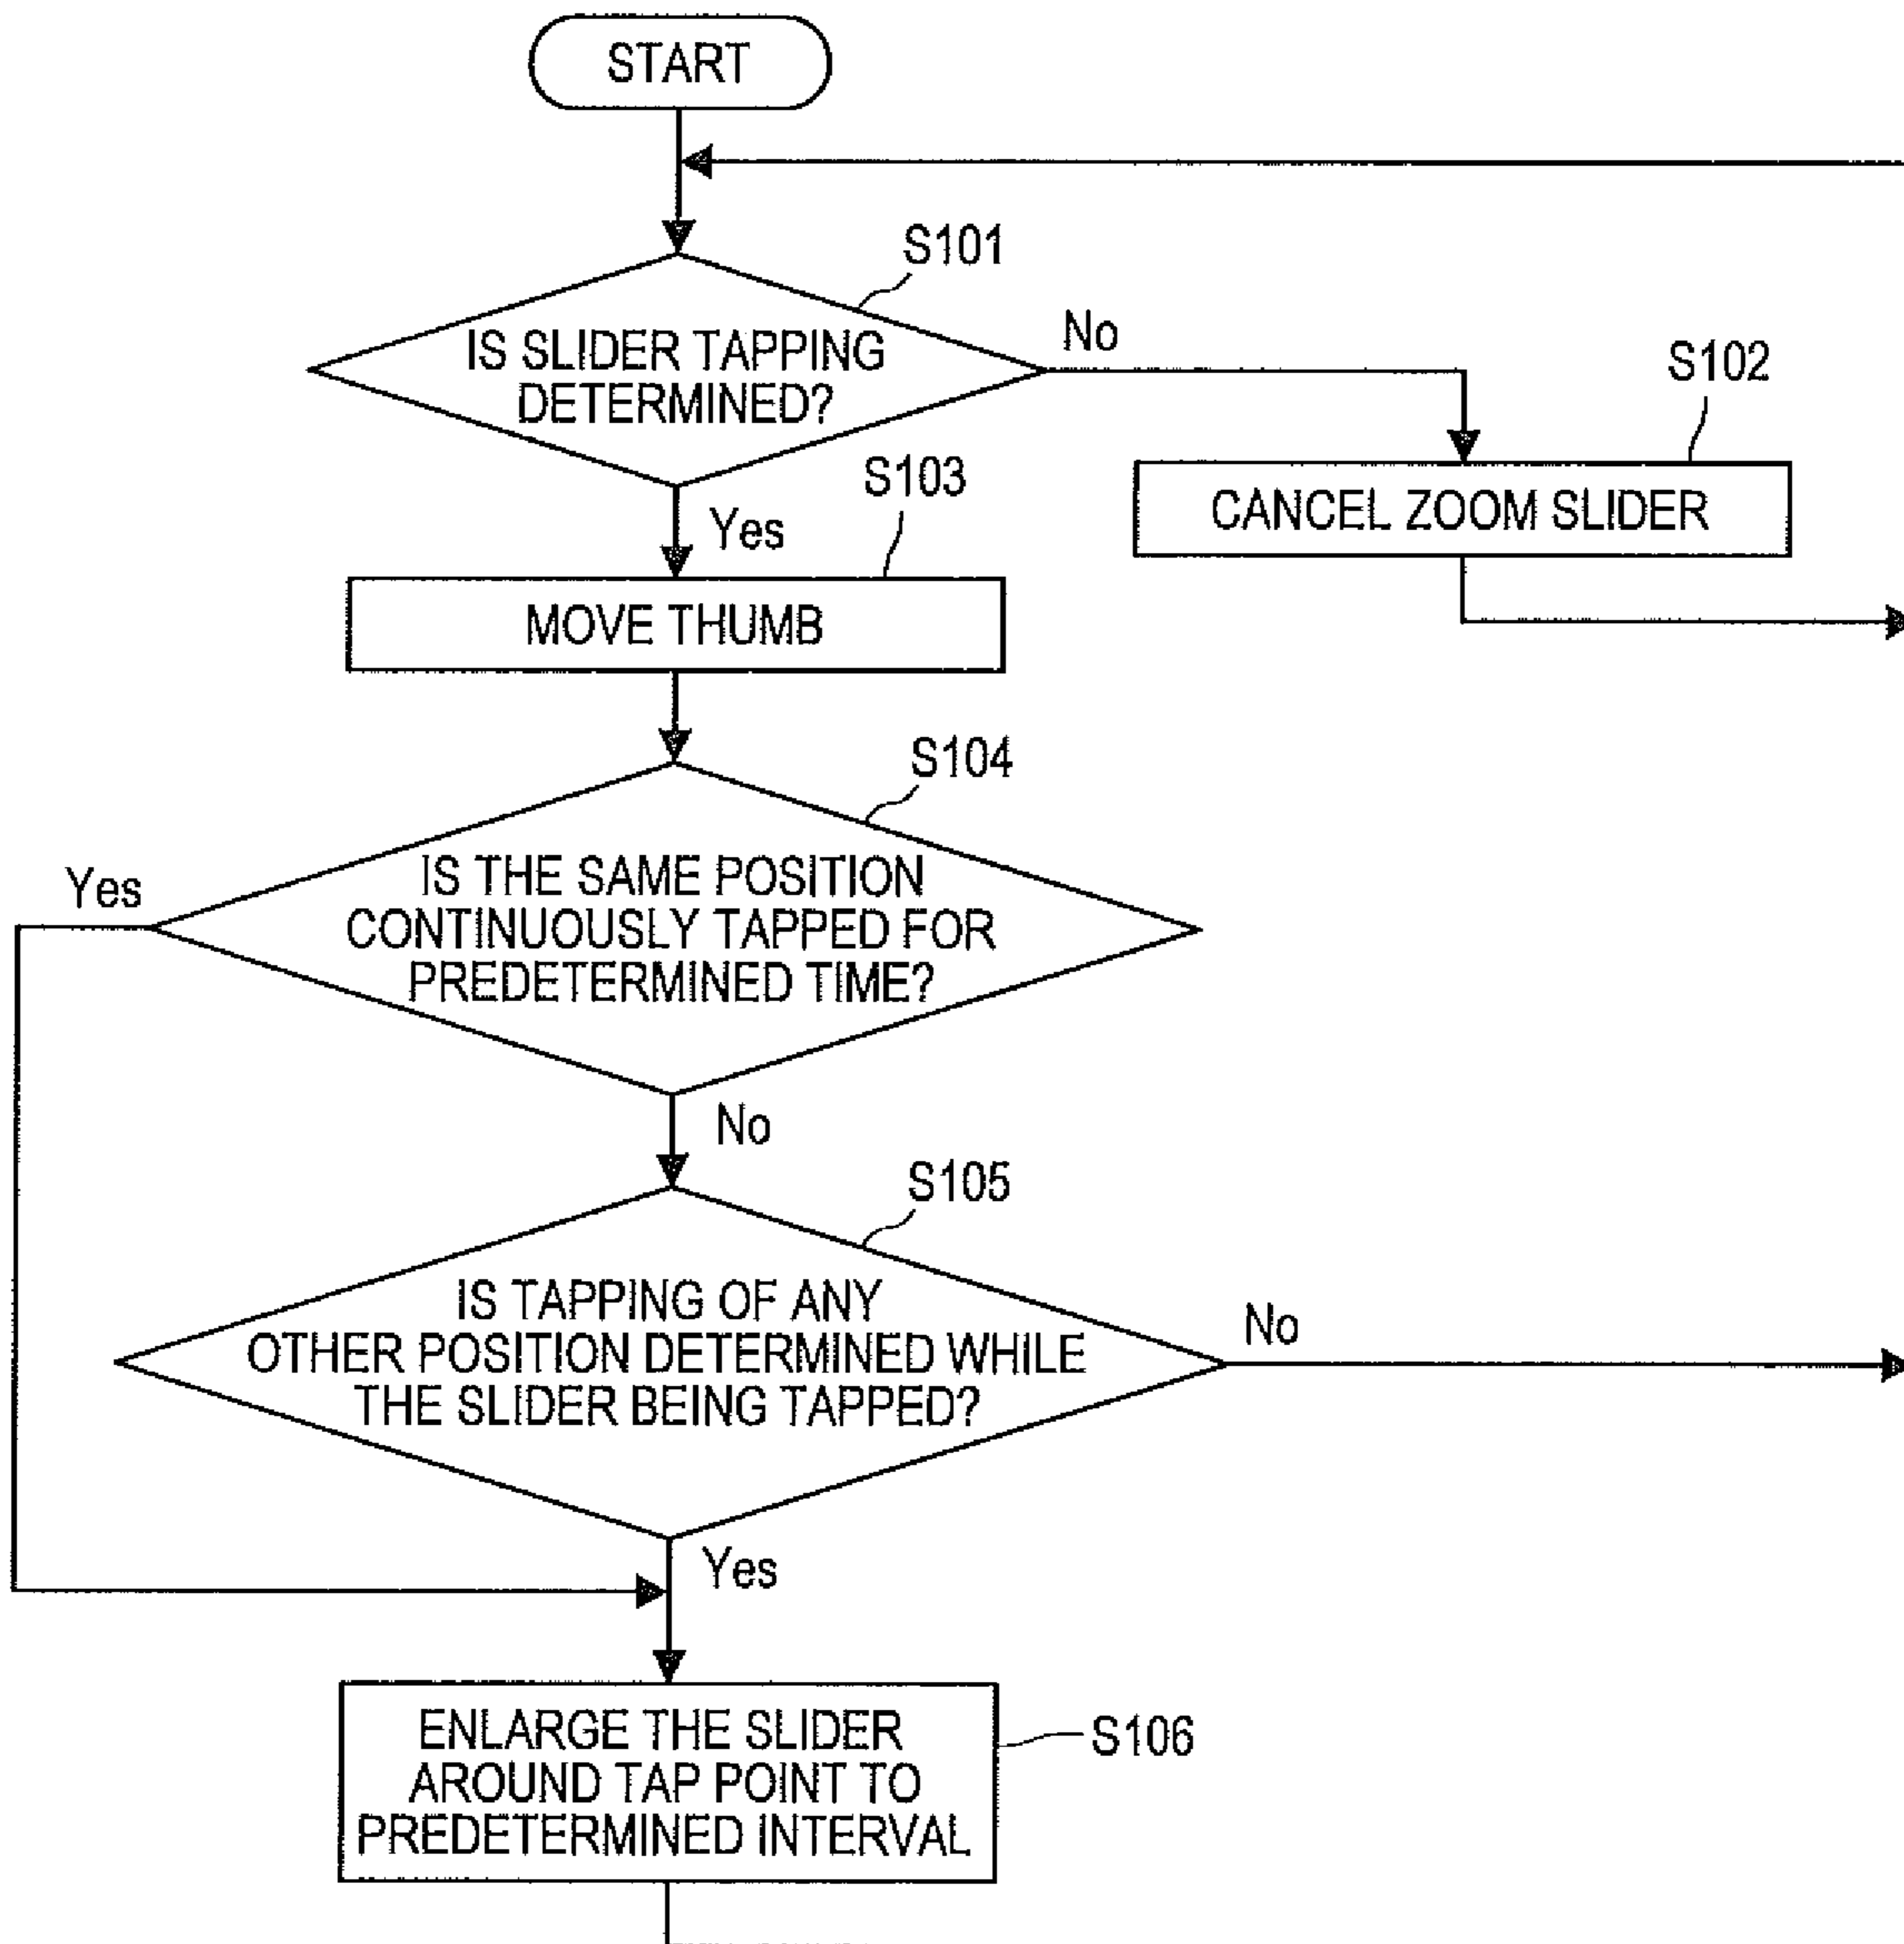 START
S101
IS SLIDER TAPPING
DETERMINED?
No
S102
CANCEL ZOOM SLIDER
Yes
S103
MOVE THUMB
S104
Yes
IS THE SAME POSITION
CONTINUOUSLY TAPPED FOR
PREDETERMINED TIME?
No
S105
IS TAPPING OF ANY
OTHER POSITION DETERMINED WHILE
THE SLIDER BEING TAPPED?
No
Yes
ENLARGE THE SLIDER
AROUND TAP POINT TO
PREDETERMINED INTERVAL
S106